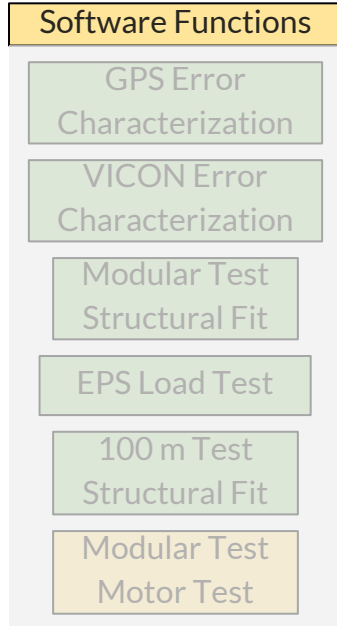 Software Functions
GPS Error
Characterization
VICON Error
Characterization
Modular Test
Structural Fit
EPS Load Test
100 m Test
Structural Fit
Modular Test
Motor Test